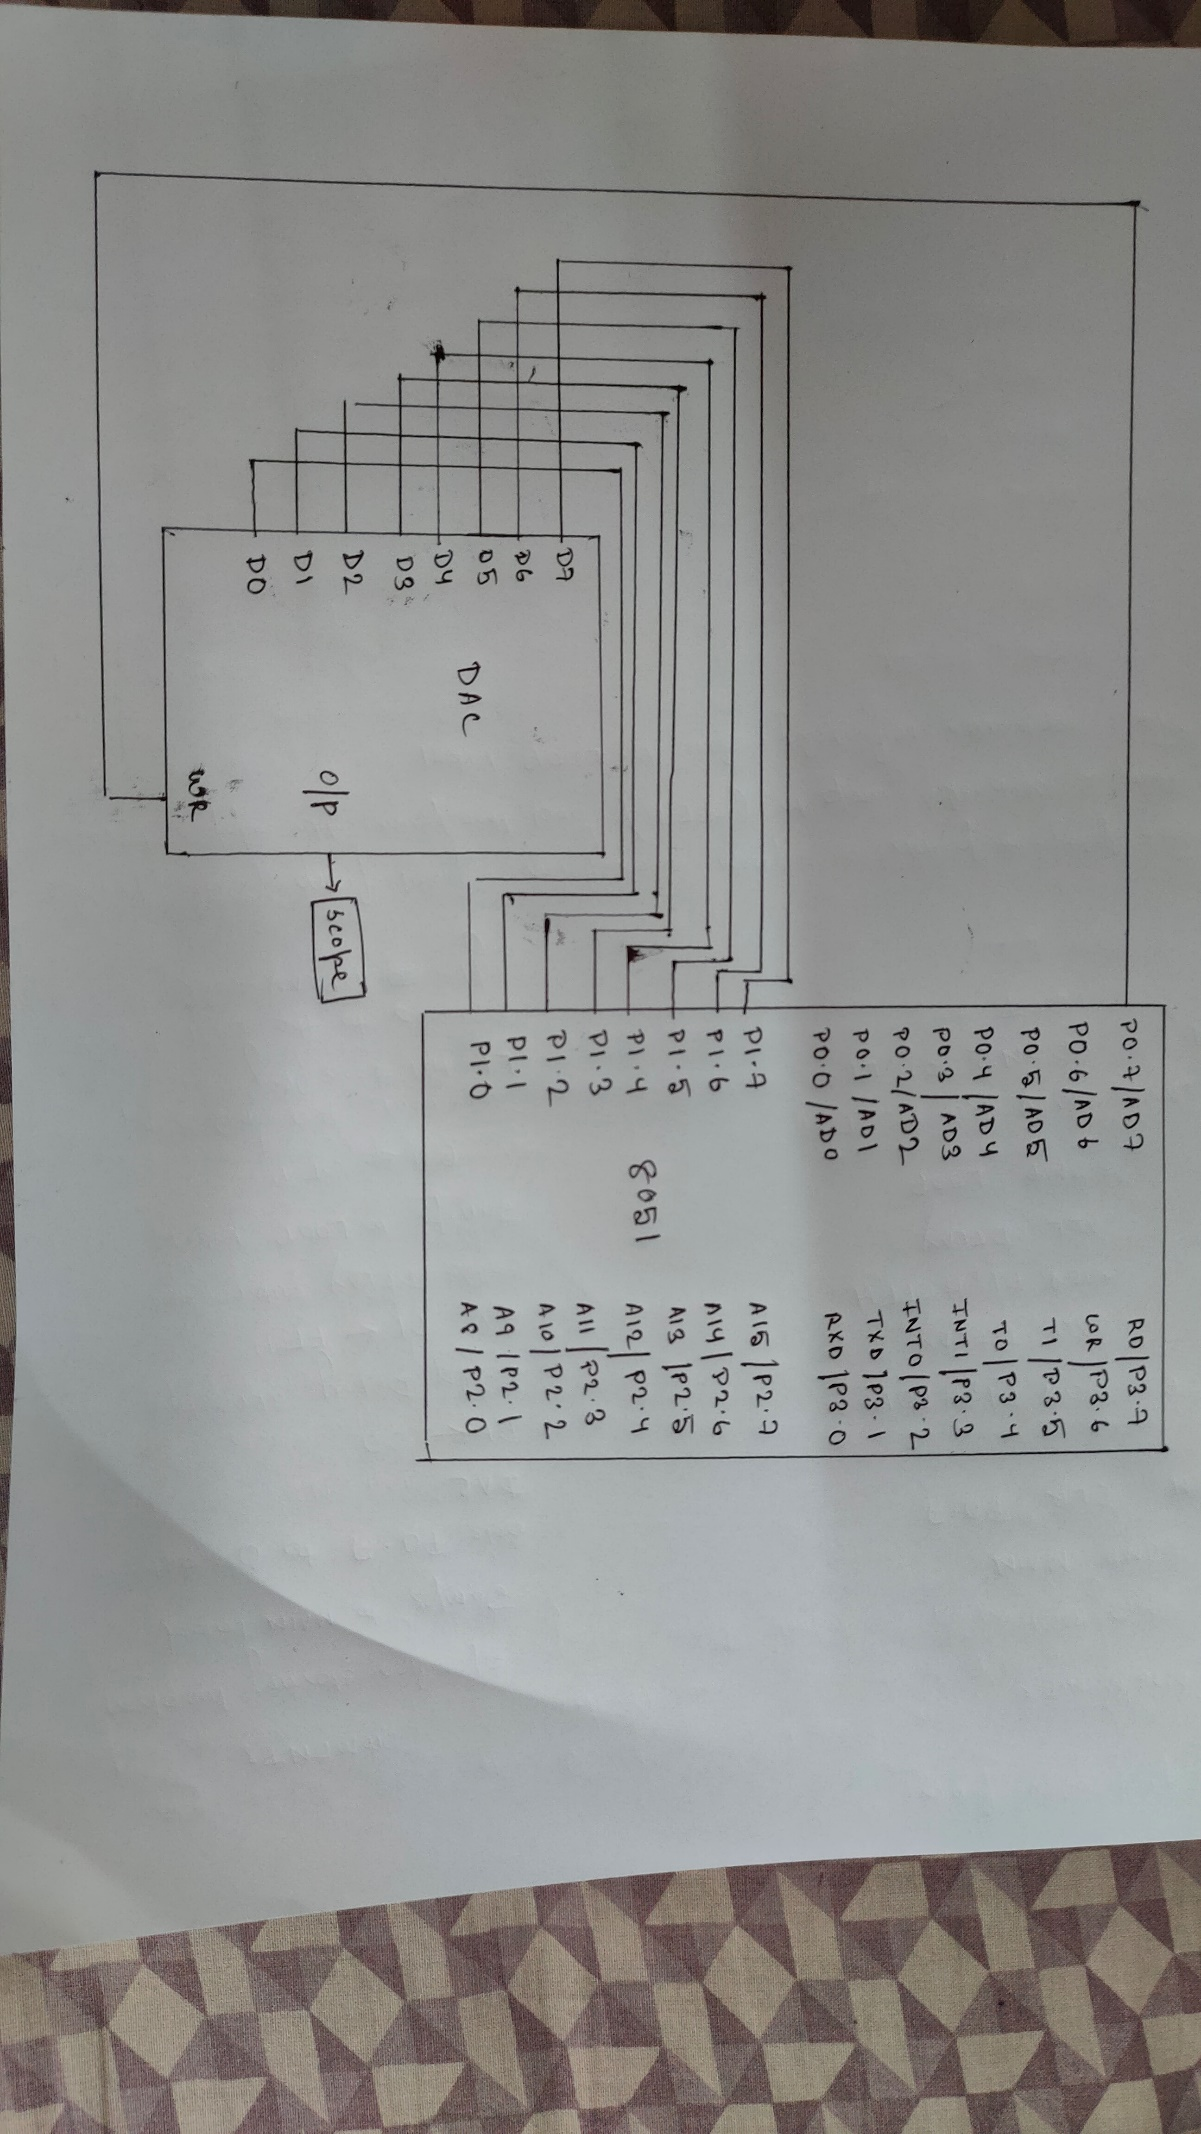 D7
D6
D5
D4
D3
D2
D1
D0
DAC
O/P
WR
scope
P0.7/AD7
P0.6/AD6
P0.5/AD5
P0.4/AD4
P0.3/AD3
P0.2/AD2
P0.1/AD1
P0.0/AD0
P1.7
P1.6
P1.5
P1.4
P1.3
P1.2
P1.1
P1.0
8051
RD/P3.7
WR/P3.6
T1/P3.5
T0/P3.4
INT1/P3.3
INT0/P3.2
TXD/P3.1
RXD/P3.0
A15/P2.7
A14/P2.6
A13/P2.5
A12/P2.4
A11/P2.3
A10/P2.2
A9/P2.1
A8/P2.0